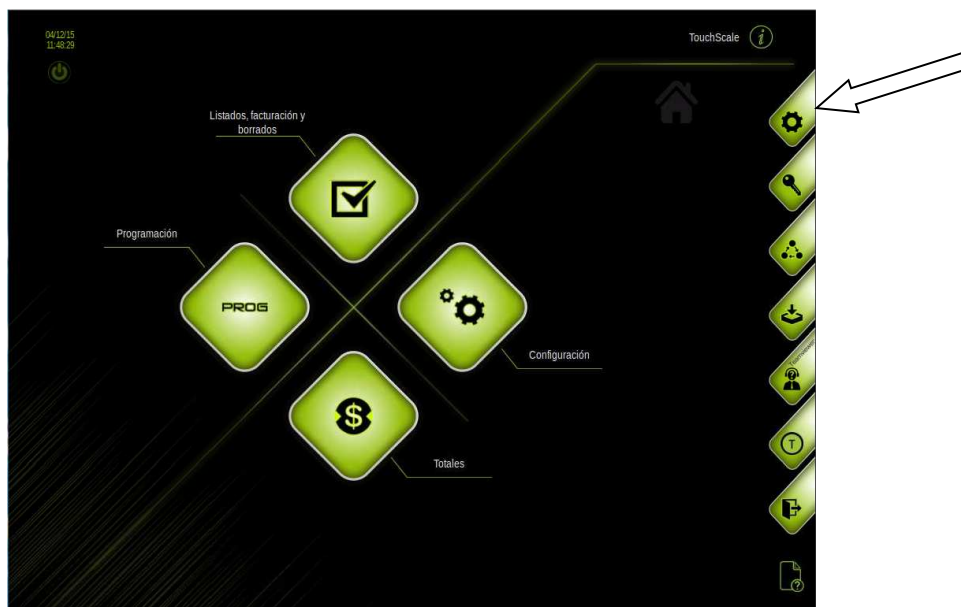 04/12/15
11:48:29
TouchScale
Listados, facturación y
borrados
Programación
PROG
Configuración
$
Totales
T